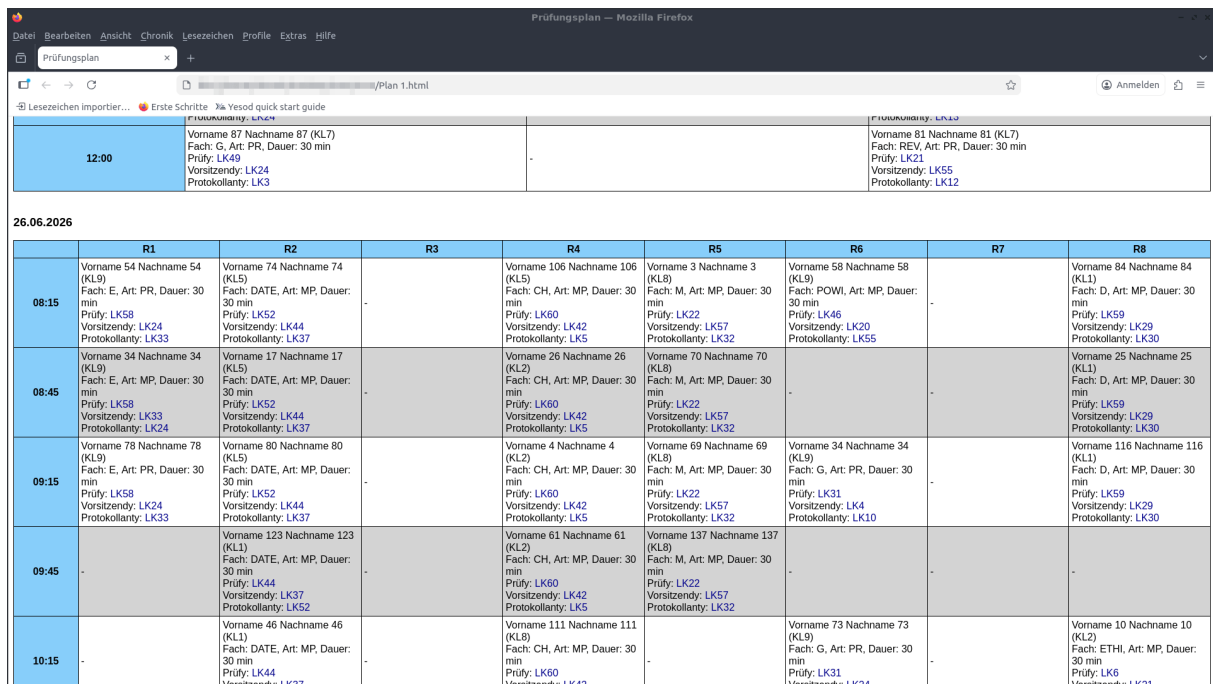 Prüfungsplan — Mozilla Firefox
Datei Bearbeiten Ansicht Chronik Lesezeichen Profile Extras Hilfe
Prüfungsplan
/Plan 1.html
Anmelden
Lesezeichen importier... Erste Schritte Yesod quick start guide
Protokollanty: LK24
Protokollanty: LK13
12:00
Vorname 87 Nachname 87 (KL7)
Fach: G, Art: PR, Dauer: 30 min
Prüfy: LK49
Vorsitzendy: LK24
Protokollanty: LK3
-
Vorname 81 Nachname 81 (KL7)
Fach: REV, Art: PR, Dauer: 30 min
Prüfy: LK21
Vorsitzendy: LK55
Protokollanty: LK12
26.06.2026
R1 R2 R3 R4 R5 R6 R7 R8
08:15
Vorname 54 Nachname 54
(KL9)
Fach: E, Art: PR, Dauer: 30
min
Prüfy: LK58
Vorsitzendy: LK24
Protokollanty: LK33
Vorname 74 Nachname 74
(KL5)
Fach: DATE, Art: MP, Dauer:
30 min
Prüfy: LK52
Vorsitzendy: LK44
Protokollanty: LK37
-
Vorname 106 Nachname 106
(KL5)
Fach: CH, Art: MP, Dauer: 30
min
Prüfy: LK60
Vorsitzendy: LK42
Protokollanty: LK5
Vorname 3 Nachname 3
(KL8)
Fach: M, Art: MP, Dauer: 30
min
Prüfy: LK22
Vorsitzendy: LK57
Protokollanty: LK32
Vorname 58 Nachname 58
(KL9)
Fach: POWI, Art: MP, Dauer:
30 min
Prüfy: LK46
Vorsitzendy: LK20
Protokollanty: LK55
-
Vorname 84 Nachname 84
(KL1)
Fach: D, Art: MP, Dauer: 30
min
Prüfy: LK59
Vorsitzendy: LK29
Protokollanty: LK30
08:45
Vorname 34 Nachname 34
(KL9)
Fach: E, Art: MP, Dauer: 30
min
Prüfy: LK58
Vorsitzendy: LK33
Protokollanty: LK24
Vorname 17 Nachname 17
(KL5)
Fach: DATE, Art: MP, Dauer:
30 min
Prüfy: LK52
Vorsitzendy: LK44
Protokollanty: LK37
-
Vorname 26 Nachname 26
(KL2)
Fach: CH, Art: MP, Dauer: 30
min
Prüfy: LK60
Vorsitzendy: LK42
Protokollanty: LK5
Vorname 70 Nachname 70
(KL8)
Fach: M, Art: MP, Dauer: 30
min
Prüfy: LK22
Vorsitzendy: LK57
Protokollanty: LK32
-
-
Vorname 25 Nachname 25
(KL1)
Fach: D, Art: MP, Dauer: 30
min
Prüfy: LK59
Vorsitzendy: LK29
Protokollanty: LK30
09:15
Vorname 78 Nachname 78
(KL9)
Fach: E, Art: PR, Dauer: 30
min
Prüfy: LK58
Vorsitzendy: LK24
Protokollanty: LK33
Vorname 80 Nachname 80
(KL5)
Fach: DATE, Art: MP, Dauer:
30 min
Prüfy: LK52
Vorsitzendy: LK44
Protokollanty: LK37
-
Vorname 4 Nachname 4
(KL2)
Fach: CH, Art: MP, Dauer: 30
min
Prüfy: LK60
Vorsitzendy: LK42
Protokollanty: LK5
Vorname 69 Nachname 69
(KL8)
Fach: M, Art: MP, Dauer: 30
min
Prüfy: LK22
Vorsitzendy: LK57
Protokollanty: LK32
Vorname 34 Nachname 34
(KL9)
Fach: G, Art: PR, Dauer: 30
min
Prüfy: LK31
Vorsitzendy: LK4
Protokollanty: LK10
-
Vorname 116 Nachname 116
(KL1)
Fach: D, Art: MP, Dauer: 30
min
Prüfy: LK59
Vorsitzendy: LK29
Protokollanty: LK30
09:45
-
Vorname 123 Nachname 123
(KL1)
Fach: DATE, Art: MP, Dauer:
30 min
Prüfy: LK44
Vorsitzendy: LK37
Protokollanty: LK52
-
Vorname 61 Nachname 61
(KL2)
Fach: CH, Art: MP, Dauer: 30
min
Prüfy: LK60
Vorsitzendy: LK42
Protokollanty: LK5
Vorname 137 Nachname 137
(KL8)
Fach: M, Art: MP, Dauer: 30
min
Prüfy: LK22
Vorsitzendy: LK57
Protokollanty: LK32
-
-
-
10:15
-
Vorname 46 Nachname 46
(KL1)
Fach: DATE, Art: MP, Dauer:
30 min
Prüfy: LK44
Vorsitzendy: LK37
-
Vorname 111 Nachname 111
(KL8)
Fach: CH, Art: MP, Dauer: 30
min
Prüfy: LK60
Vorsitzendy: LK42
-
Vorname 73 Nachname 73
(KL9)
Fach: G, Art: PR, Dauer: 30
min
Prüfy: LK31
Vorsitzendy: LK24
-
Vorname 10 Nachname 10
(KL2)
Fach: ETHI, Art: MP, Dauer:
30 min
Prüfy: LK6
Vorsitzendy: LK31